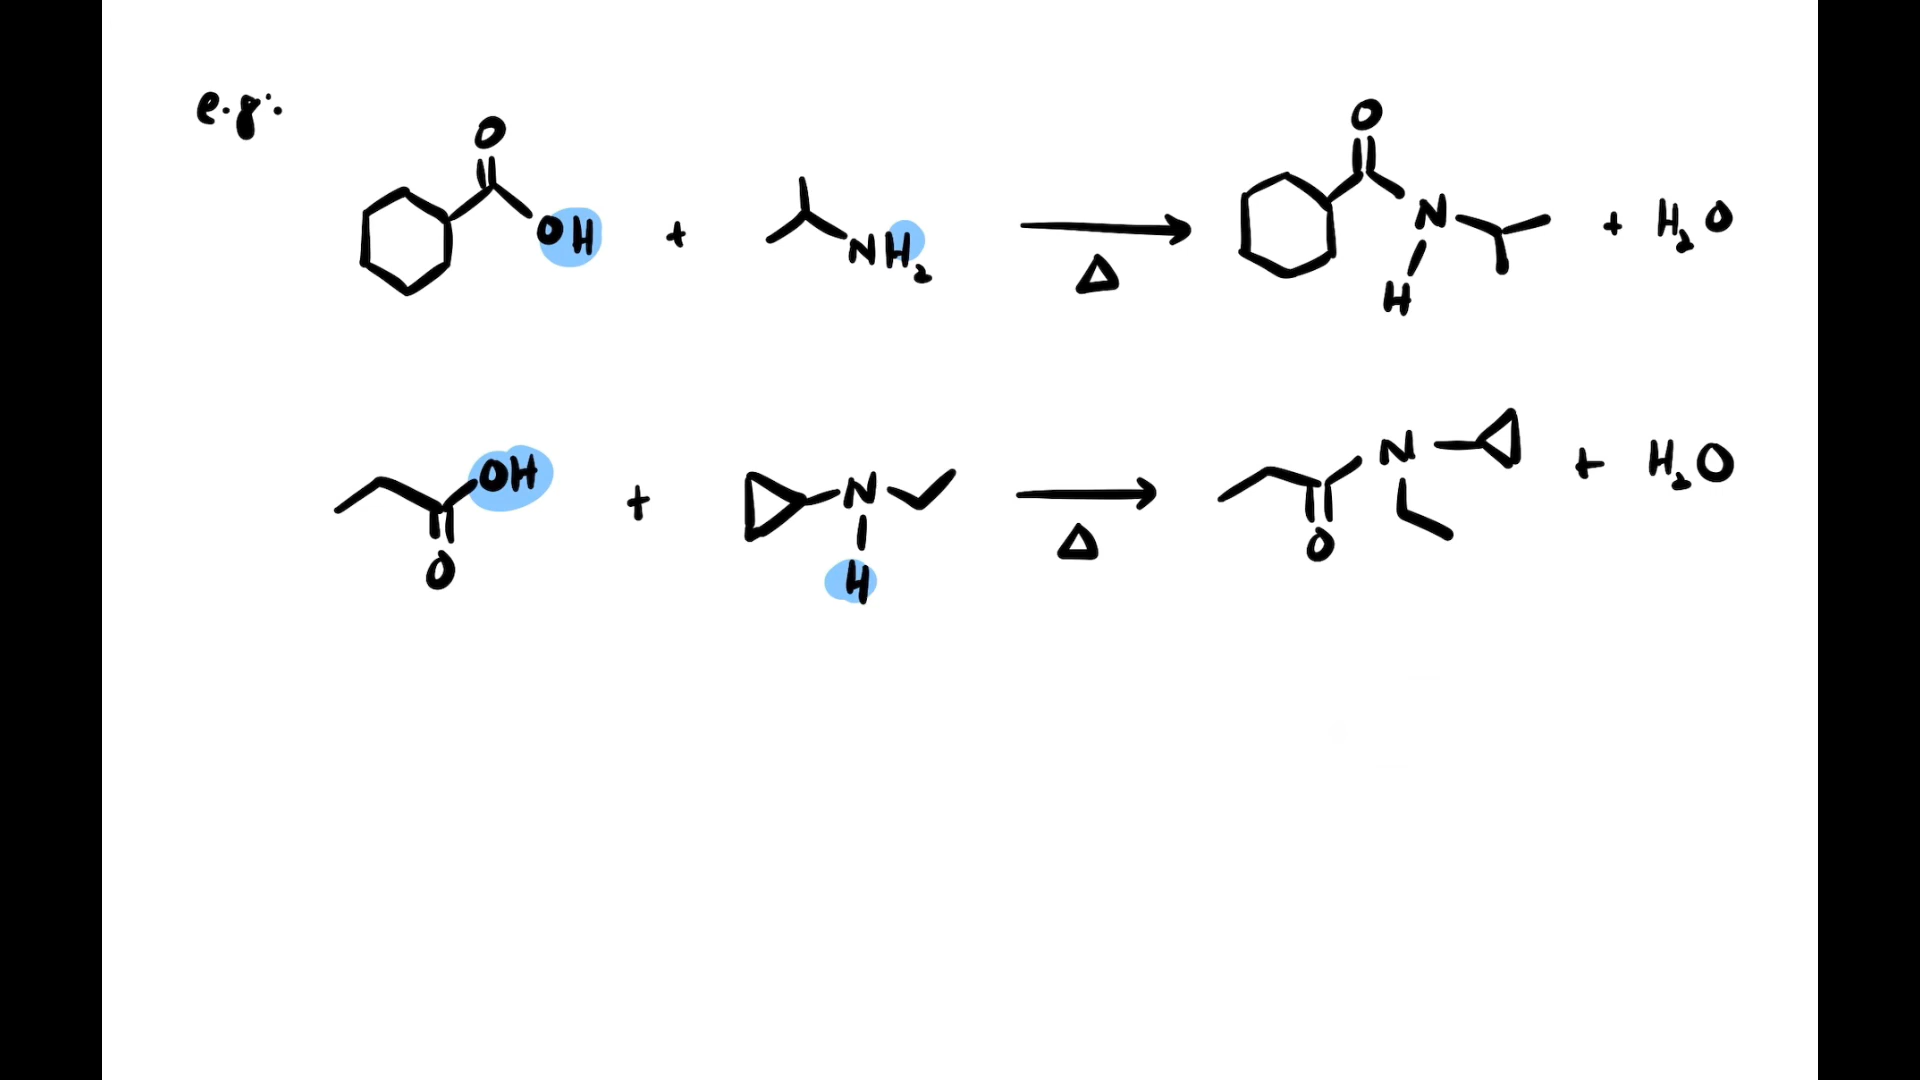 e.g.:
O
OH + NH₂ → Δ O N H + H₂O
OH O + N H → Δ N O + H₂O